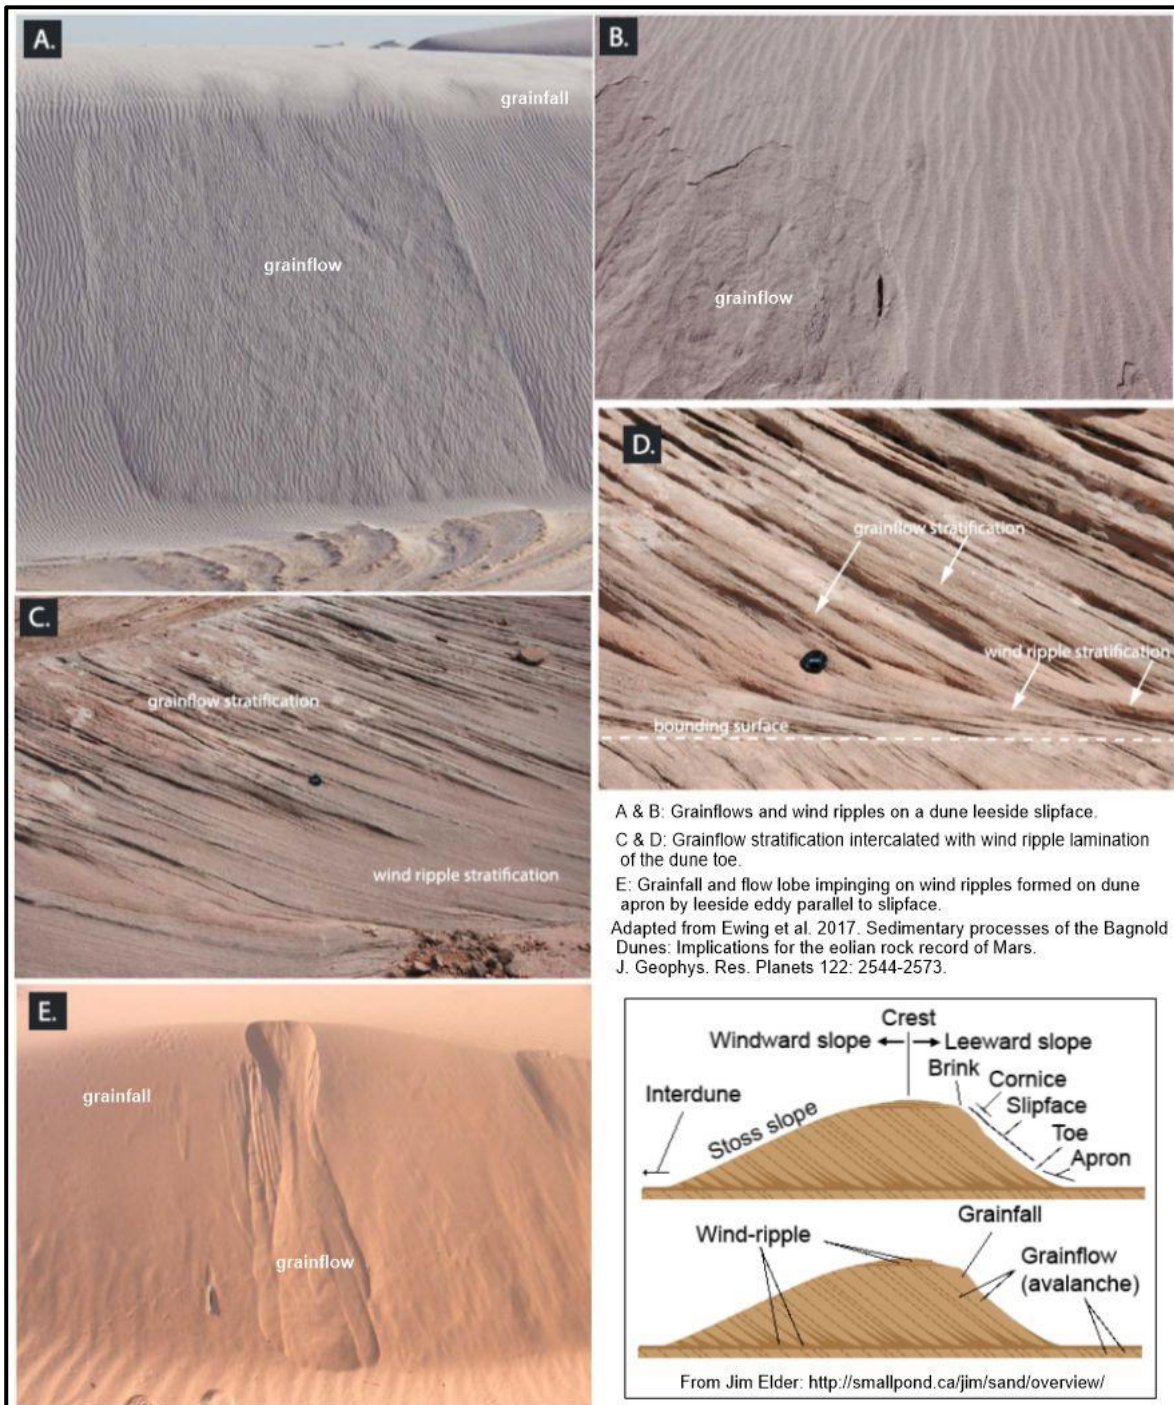 A.
grainfall
grainflow
B.
grainflow
C.
grainflow stratification
wind ripple stratification
D.
grainflow stratification
wind ripple stratification
bounding surface
E.
grainfall
grainflow
A & B: Grainflows and wind ripples on a dune leeside slipface.
C & D: Grainflow stratification intercalated with wind ripple lamination
of the dune toe.
E: Grainfall and flow lobe impinging on wind ripples formed on dune
apron by leeside eddy parallel to slipface.
Adapted from Ewing et al. 2017. Sedimentary processes of the Bagnold
Dunes: Implications for the eolian rock record of Mars.
J. Geophys. Res. Planets 122: 2544-2573.
Crest
Windward slope
Leeward slope
Brink
Cornice
Slipface
Toe
Apron
Interdune
Stoss slope
Wind-ripple
Grainfall
Grainflow
(avalanche)
From Jim Elder: http://smallpond.ca/jim/sand/overview/